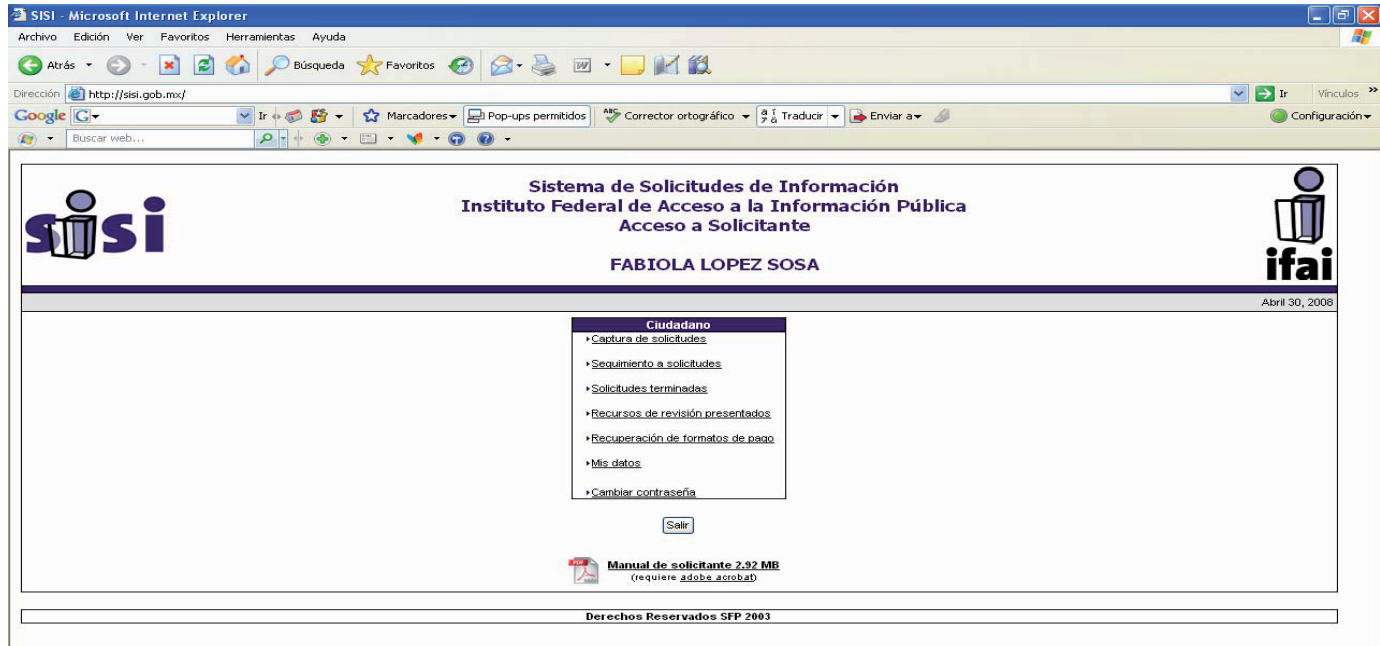 SISI - Microsoft Internet Explorer
Archivo Edición Ver Favoritos Herramientas Ayuda
Atrás Búsqueda Favoritos
Dirección http://sisi.gob.mx/ Ir Vínculos »
Google G Ir Marcadores Pop-ups permitidos ABC Corrector ortográfico Traducir Enviar a Configuración
Buscar web...
sisi
Sistema de Solicitudes de Información
Instituto Federal de Acceso a la Información Pública
Acceso a Solicitante
FABIOLA LOPEZ SOSA
ifai
Abril 30, 2008
Ciudadano
Captura de solicitudes
Seguimiento a solicitudes
Solicitudes terminadas
Recursos de revisión presentados
Recuperación de formatos de pago
Mis datos
Cambiar contraseña
Salir
PDF
Manual de solicitante 2.92 MB
(requiere adobe acrobat)
Derechos Reservados SFP 2003